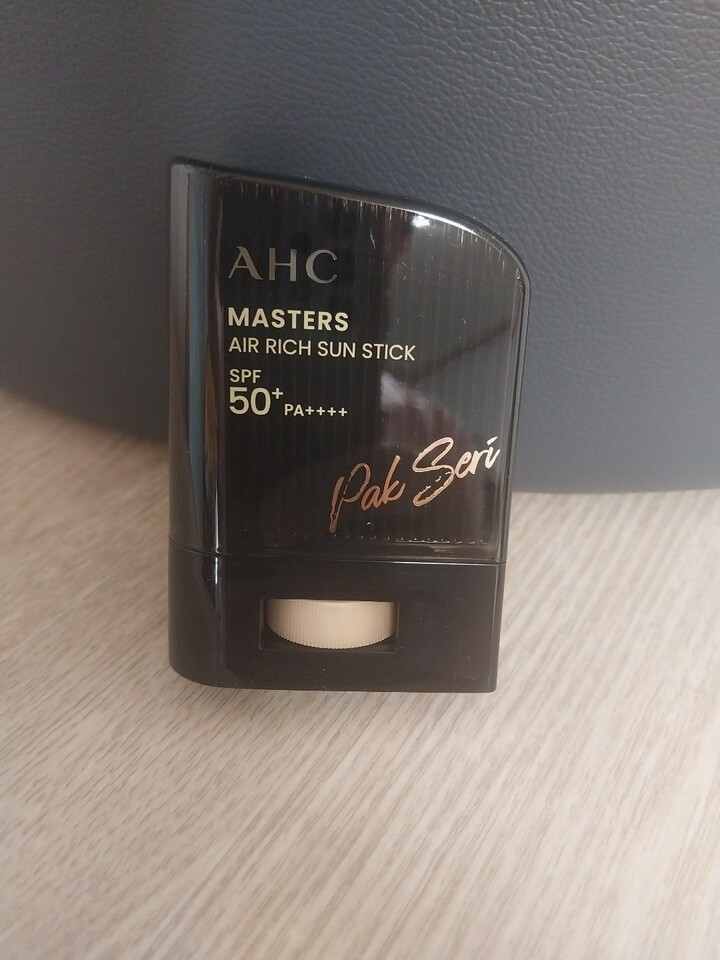 AHC
MASTERS
AIR RICH SUN STICK
SPF
50+ PA++++
Pak Seri